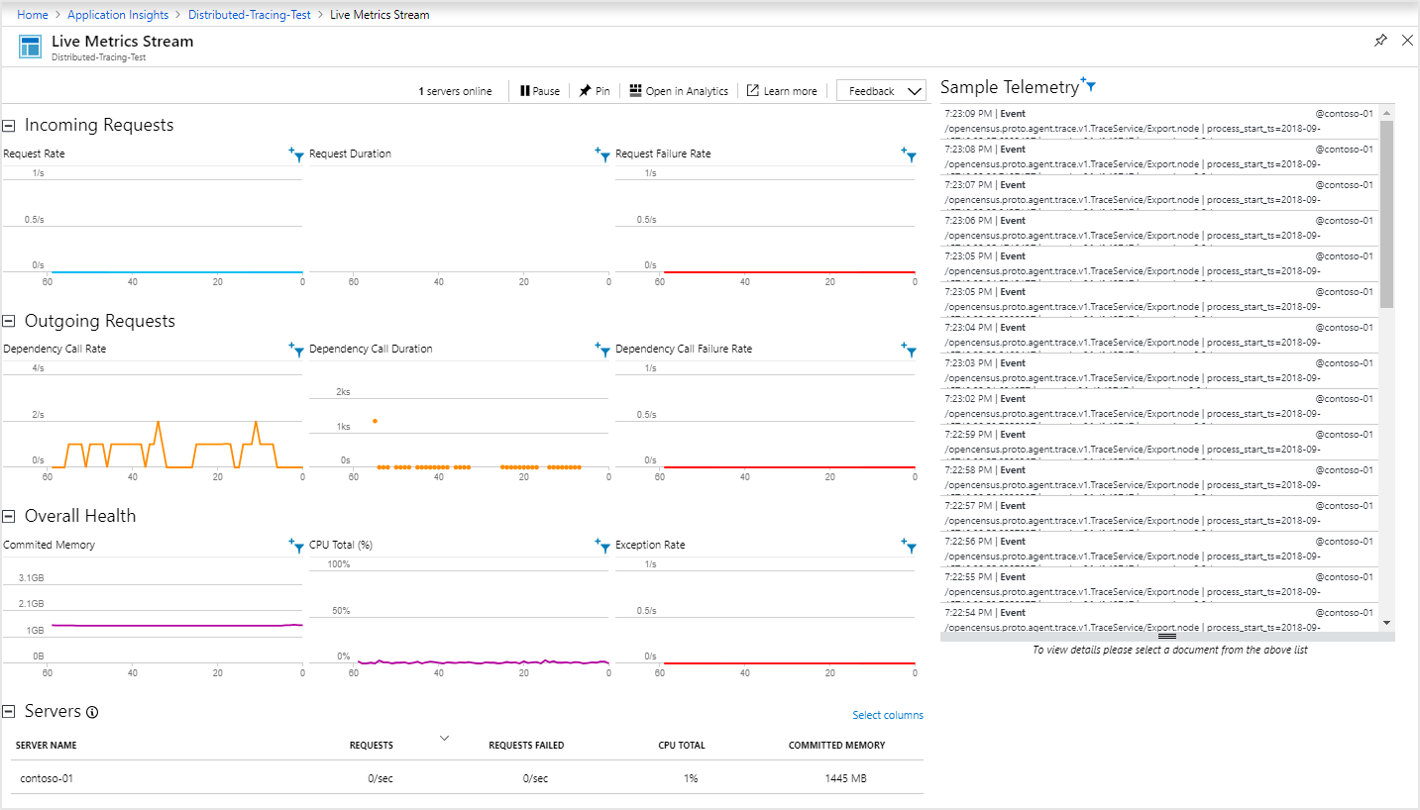 Home > Application Insights > Distributed-Tracing-Test > Live Metrics Stream
Live Metrics Stream
Distributed-Tracing-Test
1 servers online
Pause
Pin
Open in Analytics
Learn more
Feedback
Incoming Requests
Request Rate
1/s
0.5/s
0/s
60 40 20 0
Request Duration
60 40 20 0
Request Failure Rate
1/s
0.5/s
0/s
60 40 20 0
Outgoing Requests
Dependency Call Rate
4/s
2/s
0/s
60 40 20 0
Dependency Call Duration
2ks
1ks
0s
60 40 20 0
Dependency Call Failure Rate
1/s
0.5/s
0/s
60 40 20 0
Overall Health
Commited Memory
3.1GB
2.1GB
1GB
0B
60 40 20 0
CPU Total (%)
100%
50%
0%
60 40 20 0
Exception Rate
1/s
0.5/s
0/s
60 40 20 0
Servers
Select columns
SERVER NAME REQUESTS REQUESTS FAILED CPU TOTAL COMMITTED MEMORY
contoso-01 0/sec 0/sec 1% 1445 MB
Sample Telemetry
7:23:09 PM | Event @contoso-01
/opencensus.proto.agent.trace.v1.TraceService/Export.node | process_start_ts=2018-09-
7:23:08 PM | Event @contoso-01
/opencensus.proto.agent.trace.v1.TraceService/Export.node | process_start_ts=2018-09-
7:23:07 PM | Event @contoso-01
/opencensus.proto.agent.trace.v1.TraceService/Export.node | process_start_ts=2018-09-
7:23:06 PM | Event @contoso-01
/opencensus.proto.agent.trace.v1.TraceService/Export.node | process_start_ts=2018-09-
7:23:05 PM | Event @contoso-01
/opencensus.proto.agent.trace.v1.TraceService/Export.node | process_start_ts=2018-09-
7:23:05 PM | Event @contoso-01
/opencensus.proto.agent.trace.v1.TraceService/Export.node | process_start_ts=2018-09-
7:23:04 PM | Event @contoso-01
/opencensus.proto.agent.trace.v1.TraceService/Export.node | process_start_ts=2018-09-
7:23:03 PM | Event @contoso-01
/opencensus.proto.agent.trace.v1.TraceService/Export.node | process_start_ts=2018-09-
7:23:02 PM | Event @contoso-01
/opencensus.proto.agent.trace.v1.TraceService/Export.node | process_start_ts=2018-09-
7:22:59 PM | Event @contoso-01
/opencensus.proto.agent.trace.v1.TraceService/Export.node | process_start_ts=2018-09-
7:22:58 PM | Event @contoso-01
/opencensus.proto.agent.trace.v1.TraceService/Export.node | process_start_ts=2018-09-
7:22:57 PM | Event @contoso-01
/opencensus.proto.agent.trace.v1.TraceService/Export.node | process_start_ts=2018-09-
7:22:56 PM | Event @contoso-01
/opencensus.proto.agent.trace.v1.TraceService/Export.node | process_start_ts=2018-09-
7:22:55 PM | Event @contoso-01
/opencensus.proto.agent.trace.v1.TraceService/Export.node | process_start_ts=2018-09-
7:22:54 PM | Event @contoso-01
/opencensus.proto.agent.trace.v1.TraceService/Export.node | process_start_ts=2018-09-
To view details please select a document from the above list